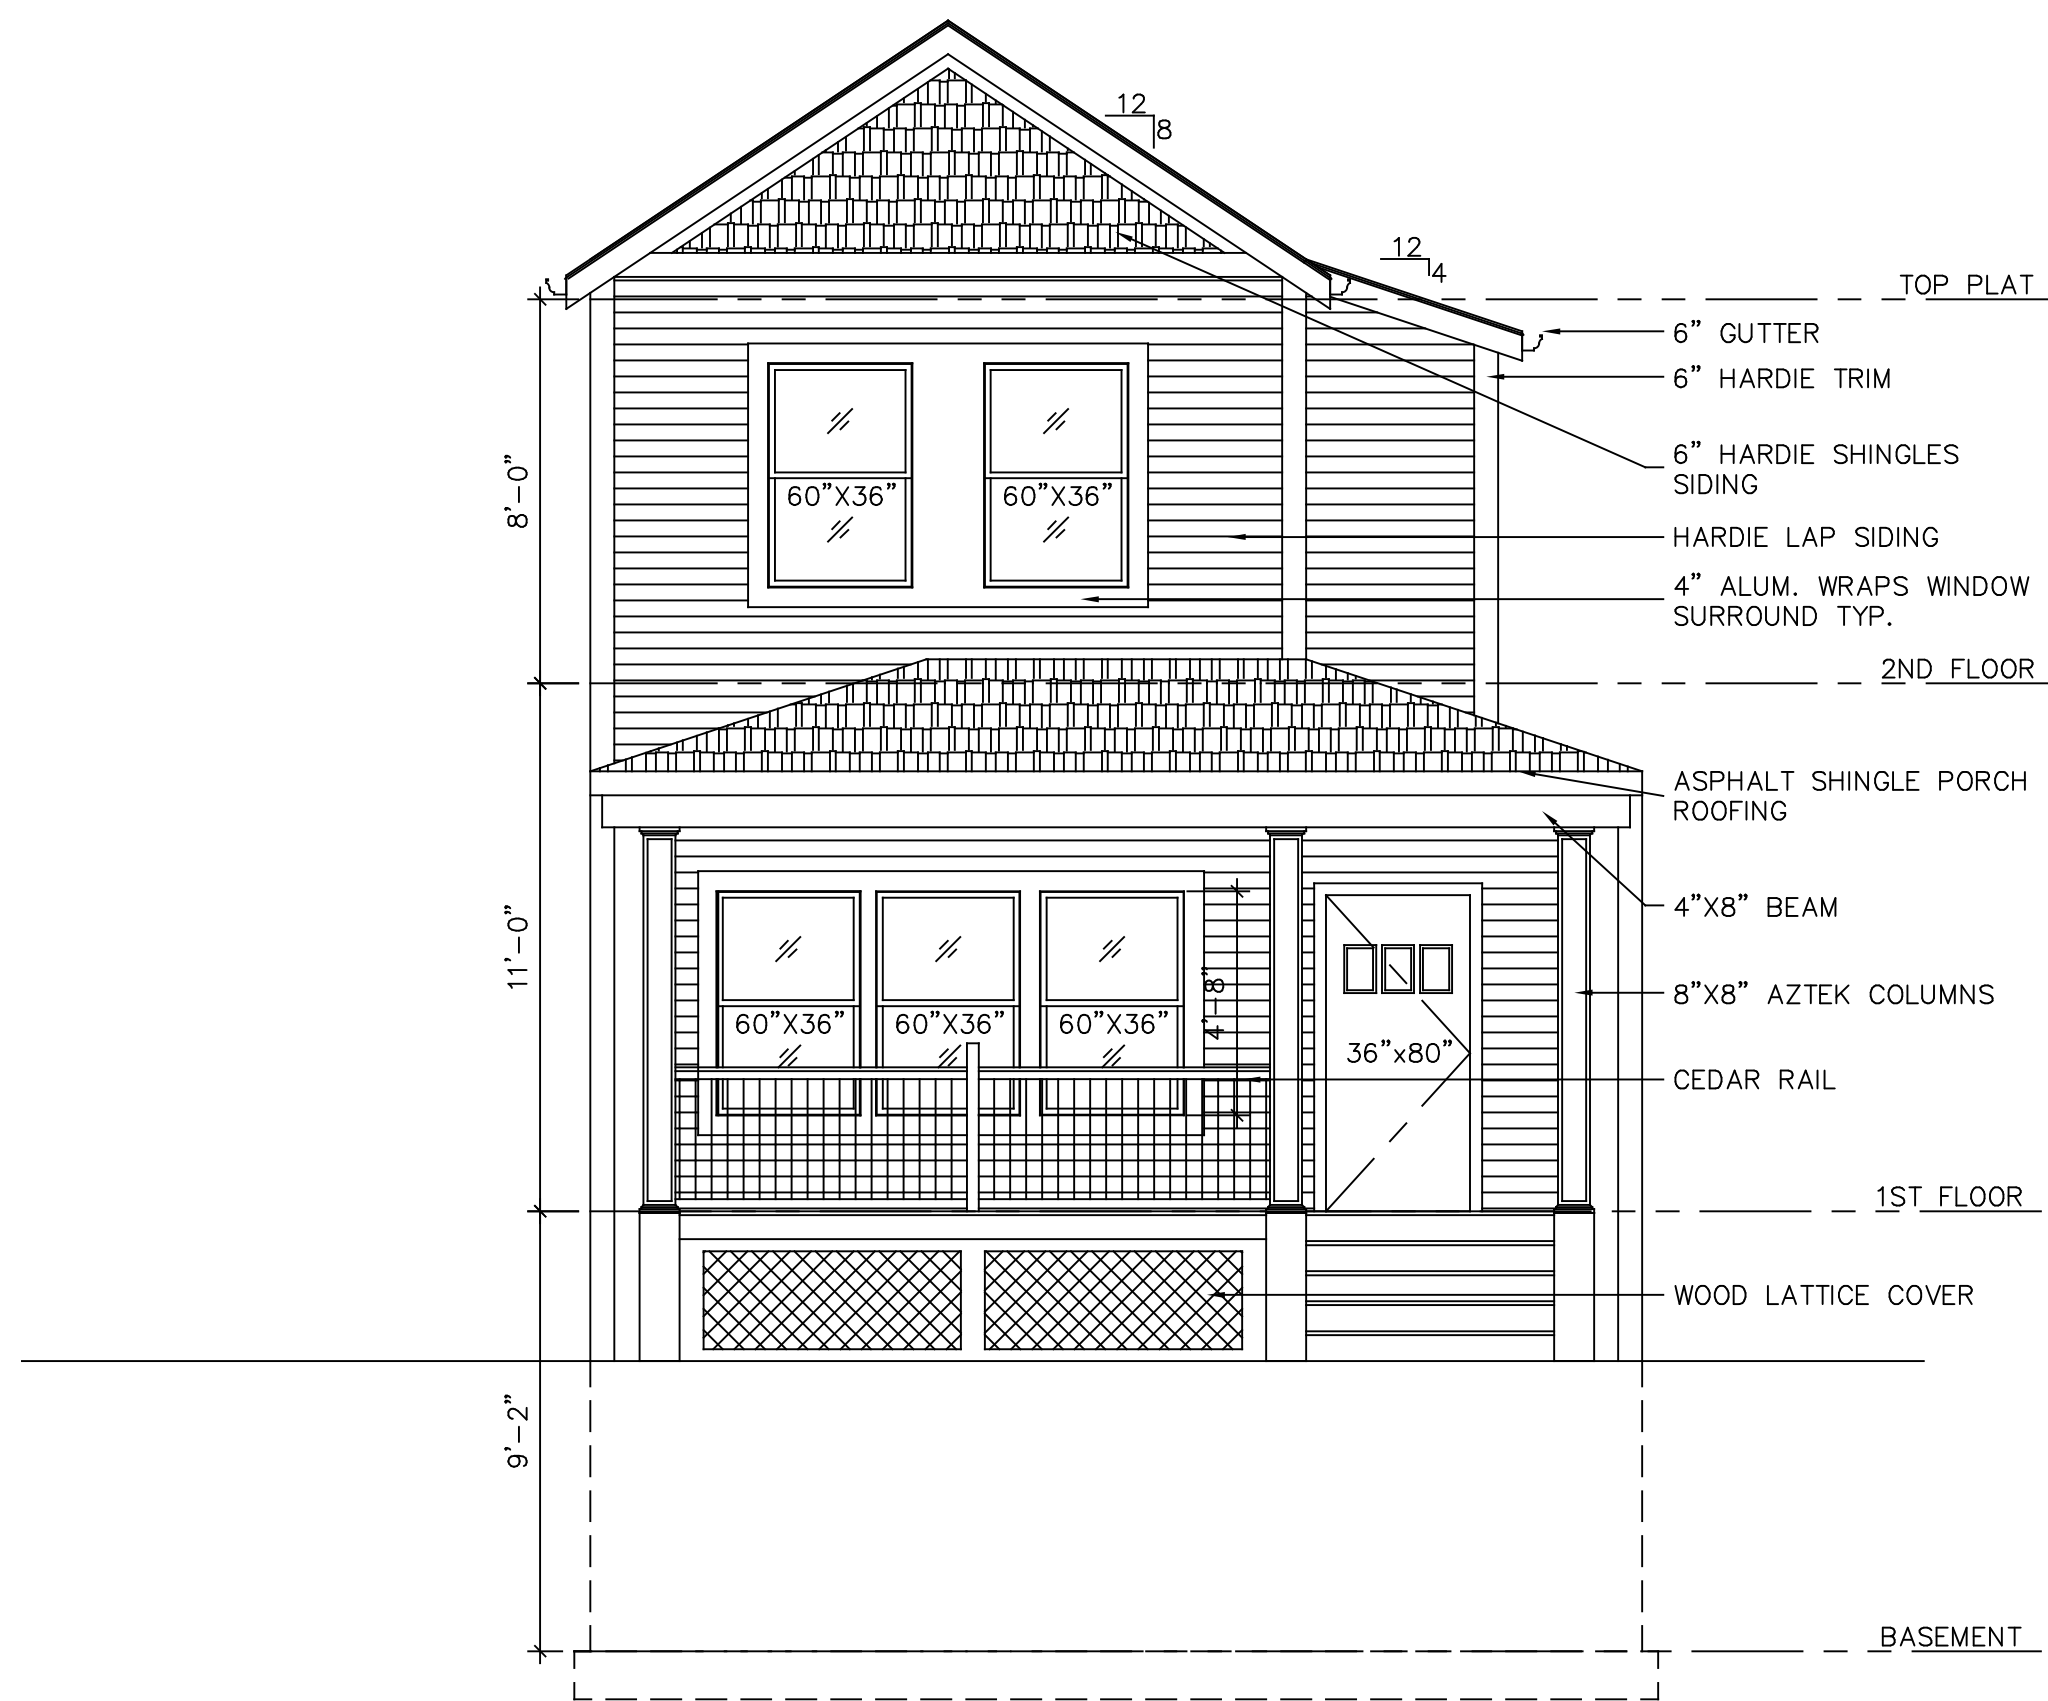 12
8
12
4
TOP PLAT
6” GUTTER
6” HARDIE TRIM
6” HARDIE SHINGLES
SIDING
8'-0”
60”X36”
60”X36”
HARDIE LAP SIDING
4” ALUM. WRAPS WINDOW
SURROUND TYP.
2ND FLOOR
ASPHALT SHINGLE PORCH
ROOFING
4”X8” BEAM
11'-0”
4'-8”
8”X8” AZTEK COLUMNS
60”X36”
60”X36”
60”X36”
36”x80”
CEDAR RAIL
1ST FLOOR
WOOD LATTICE COVER
9'-2”
BASEMENT